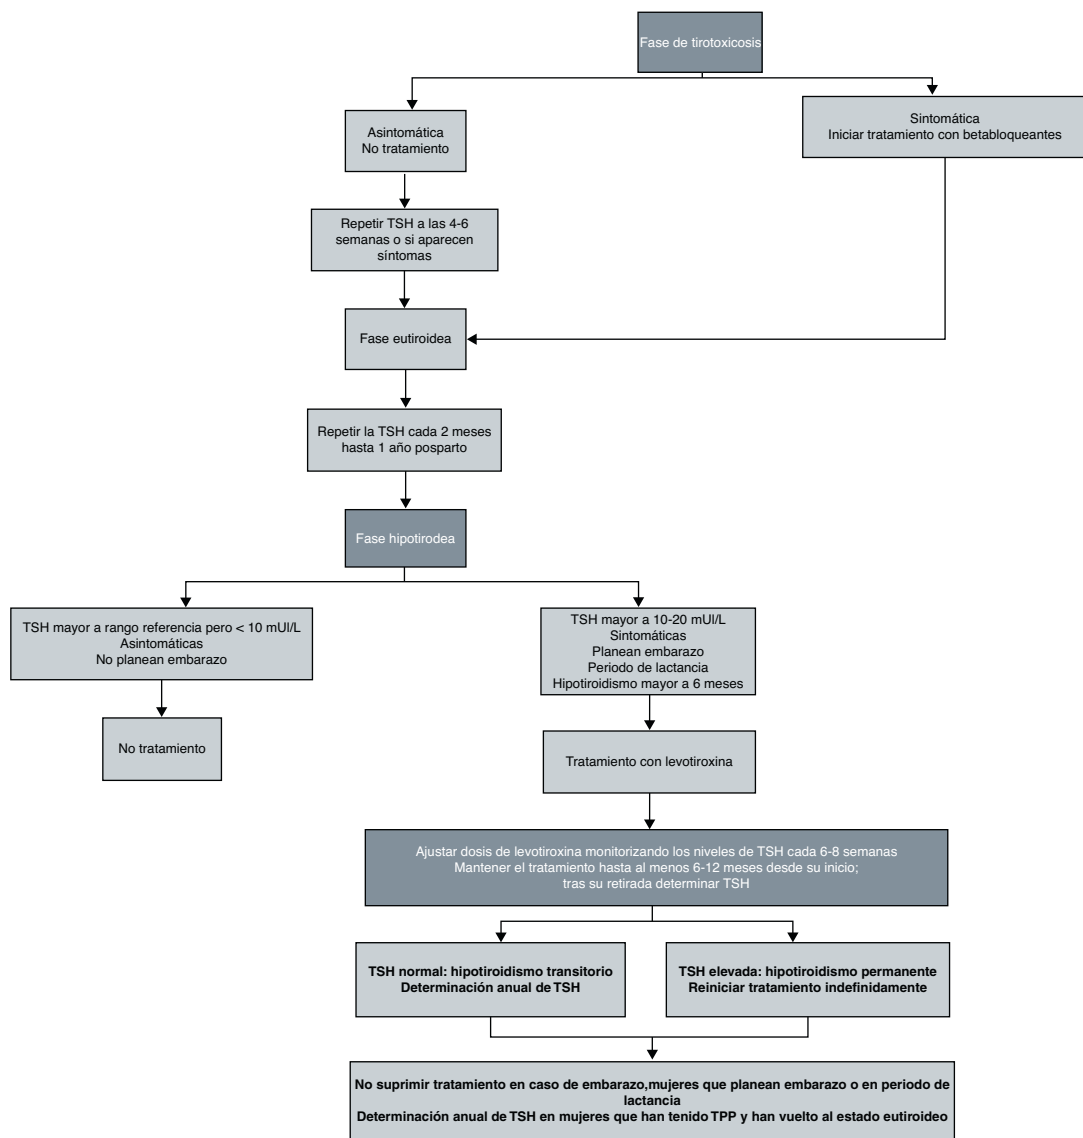 Fase de tirotoxicosis
Asintomática
No tratamiento
Sintomática
Iniciar tratamiento con betabloqueantes
Repetir TSH a las 4-6
semanas o si aparecen
síntomas
Fase eutiroidea
Repetir la TSH cada 2 meses
hasta 1 año posparto
Fase hipotirodea
TSH mayor a rango referencia pero < 10 mUI/L
Asintomáticas
No planean embarazo
TSH mayor a 10-20 mUI/L
Sintomáticas
Planean embarazo
Periodo de lactancia
Hipotiroidismo mayor a 6 meses
No tratamiento
Tratamiento con levotiroxina
Ajustar dosis de levotiroxina monitorizando los niveles de TSH cada 6-8 semanas
Mantener el tratamiento hasta al menos 6-12 meses desde su inicio;
tras su retirada determinar TSH
TSH normal: hipotiroidismo transitorio
Determinación anual de TSH
TSH elevada: hipotiroidismo permanente
Reiniciar tratamiento indefinidamente
No suprimir tratamiento en caso de embarazo,mujeres que planean embarazo o en periodo de
lactancia
Determinación anual de TSH en mujeres que han tenido TPP y han vuelto al estado eutiroideo